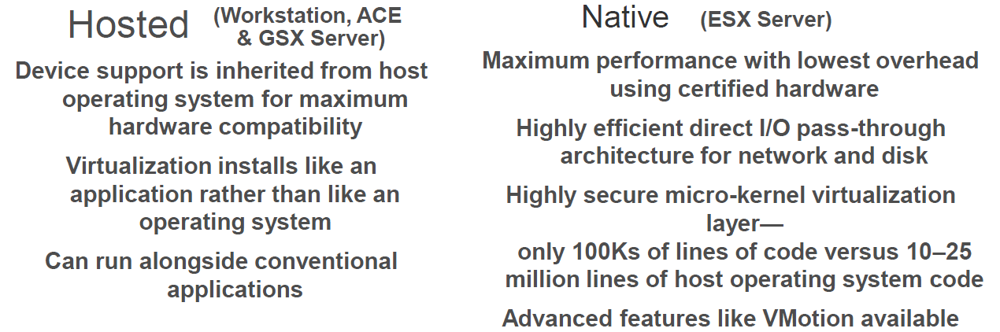 Hosted (Workstation, ACE
& GSX Server)
Device support is inherited from host
operating system for maximum
hardware compatibility
Virtualization installs like an
application rather than like an
operating system
Can run alongside conventional
applications
Native (ESX Server)
Maximum performance with lowest overhead
using certified hardware
Highly efficient direct I/O pass-through
architecture for network and disk
Highly secure micro-kernel virtualization
layer—
only 100Ks of lines of code versus 10–25
million lines of host operating system code
Advanced features like VMotion available